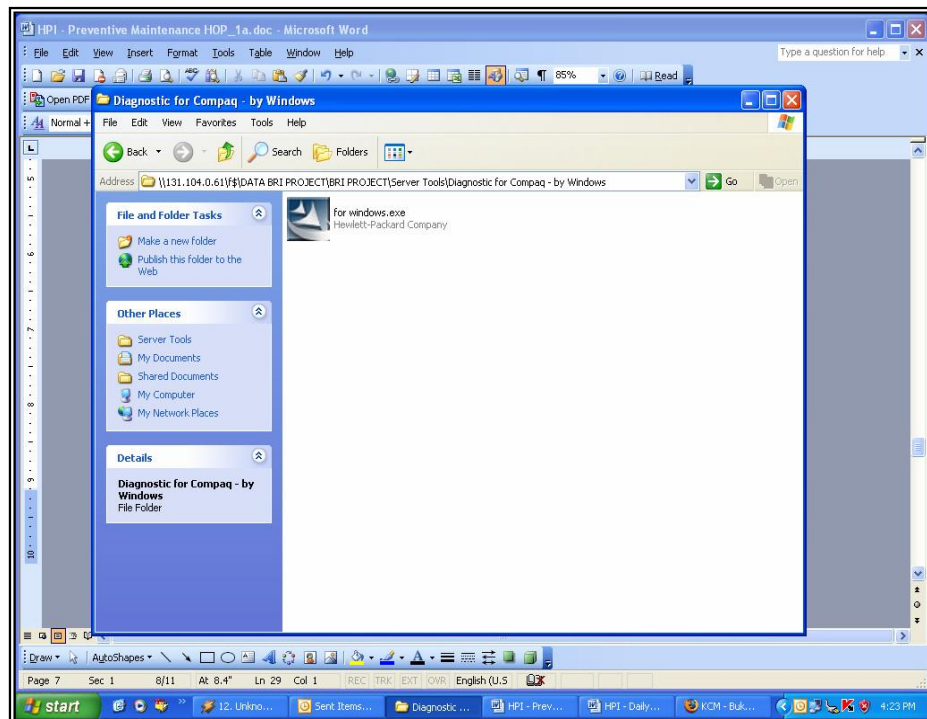 HPI - Preventive Maintenance HOP_1a.doc - Microsoft Word
File Edit View Insert Format Tools Table Window Help
Type a question for help
85%
Read
Open PDF
Diagnostic for Compaq - by Windows
Normal +
File Edit View Favorites Tools Help
Back
Search
Folders
Address \\131.104.0.61\f$\DATA BRI PROJECT\BRI PROJECT\Server Tools\Diagnostic for Compaq - by Windows
Go
Open
File and Folder Tasks
Make a new folder
Publish this folder to the
Web
Other Places
Server Tools
My Documents
Shared Documents
My Computer
My Network Places
Details
Diagnostic for Compaq - by
Windows
File Folder
for windows.exe
Hewlett-Packard Company
5
6
7
8
9
10
Draw AutoShapes
Page 7 Sec 1 8/11 At 8.4" Ln 29 Col 1 REC TRK EXT OVR English (U.S
start
12. Unkno...
Sent Items...
Diagnostic ...
HPI - Prev...
HPI - Daily...
KCM - Buk...
4:23 PM